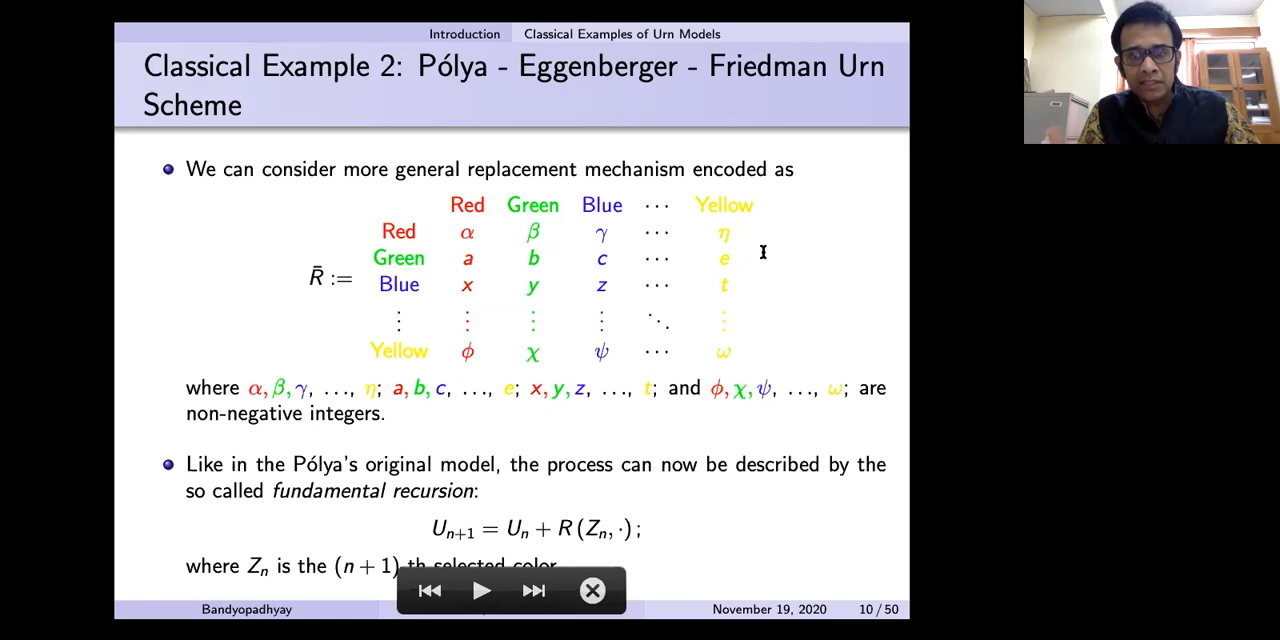 Introduction Classical Examples of Urn Models
Classical Example 2: Pólya - Eggenberger - Friedman Urn
Scheme
We can consider more general replacement mechanism encoded as
Red Green Blue ⋯ Yellow
Red α β γ ⋯ η
Green a b c ⋯ e
R̄ :=
Blue x y z ⋯ t
⋮ ⋮ ⋮ ⋮ ⋱ ⋮
Yellow ϕ χ ψ ⋯ ω
where α, β, γ, ..., η; a, b, c, ..., e; x, y, z, ..., t; and ϕ, χ, ψ, ..., ω; are
non-negative integers.
Like in the Pólya's original model, the process can now be described by the
so called fundamental recursion:
Uₙ₊₁ = Uₙ + R (Zₙ, ·) ;
where Zₙ is the (n + 1) th selected color
Bandyopadhyay November 19, 2020 10 / 50